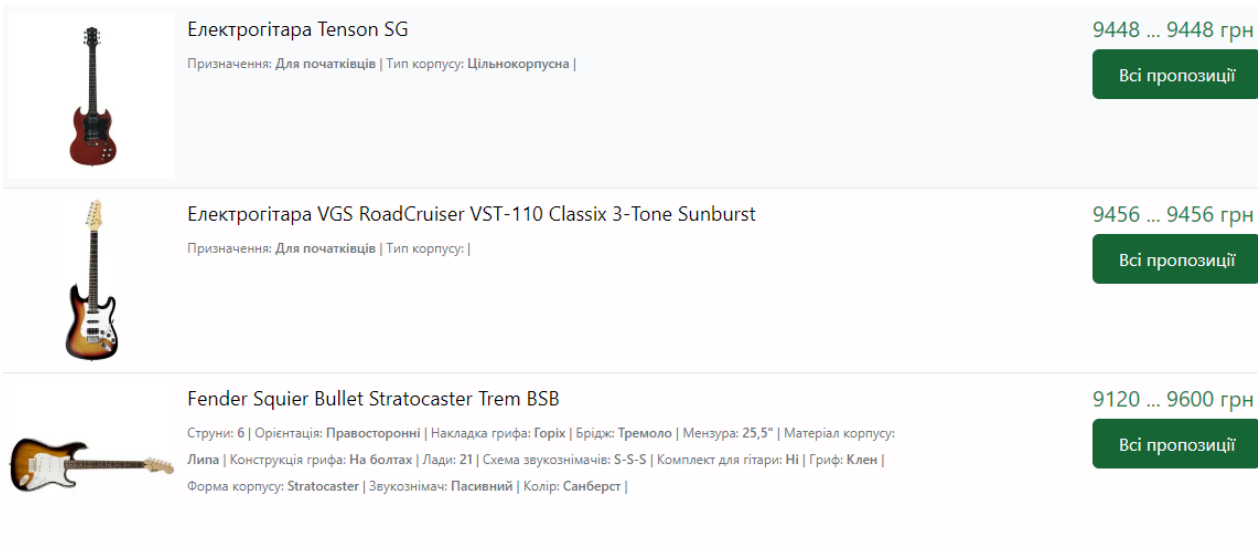 Електрогітара Tenson SG
9448 ... 9448 грн
Призначення: Для початківців | Тип корпусу: Цільнокорпусна |
Всі пропозиції
Електрогітара VGS RoadCruiser VST-110 Classix 3-Tone Sunburst
9456 ... 9456 грн
Призначення: Для початківців | Тип корпусу: |
Всі пропозиції
Fender Squier Bullet Stratocaster Trem BSB
9120 ... 9600 грн
Струни: 6 | Орієнтація: Правосторонні | Накладка грифа: Горіх | Брідж: Тремоло | Мензура: 25,5" | Матеріал корпусу:
Липа | Конструкція грифа: На болтах | Лади: 21 | Схема звукознімачів: S-S-S | Комплект для гітари: Ні | Гриф: Клен |
Форма корпусу: Stratocaster | Звукознімач: Пасивний | Колір: Санберст |
Всі пропозиції